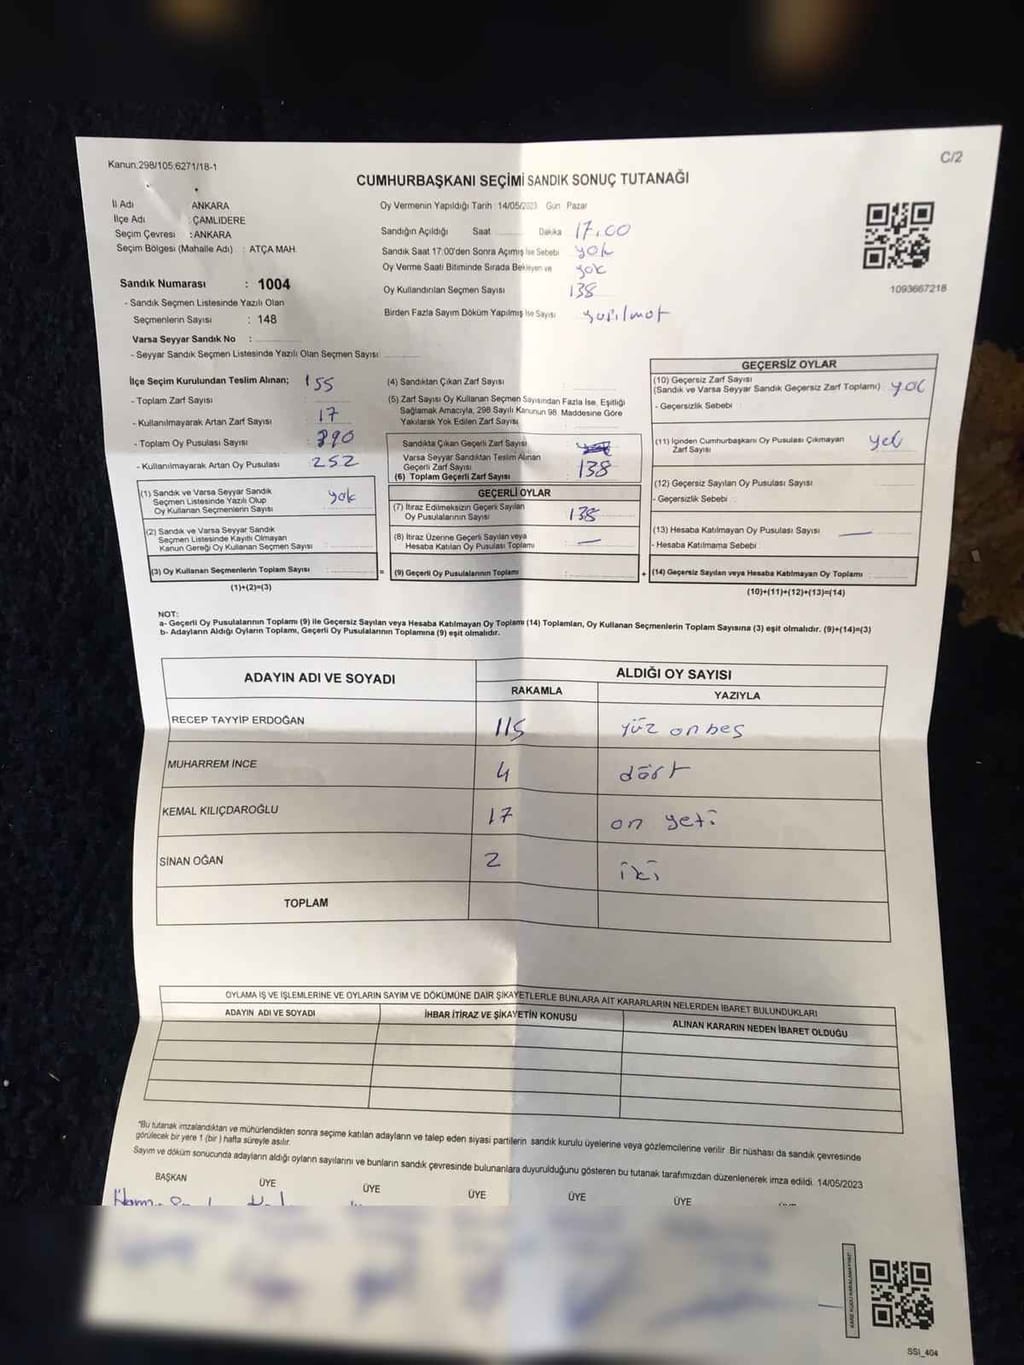 Kanun:298/105,6271/18-1
C/2
CUMHURBAŞKANI SEÇİMİ SANDIK SONUÇ TUTANAĞI
İl Adı : ANKARA
İlçe Adı : ÇAMLIDERE
Seçim Çevresi : ANKARA
Seçim Bölgesi (Mahalle Adı) : ATÇA MAH.
Sandık Numarası : 1004
- Sandık Seçmen Listesinde Yazılı Olan
Seçmenlerin Sayısı : 148
Varsa Seyyar Sandık No :
- Seyyar Sandık Seçmen Listesinde Yazılı Olan Seçmen Sayısı
Oy Vermenin Yapıldığı Tarih :14/05/2023 Gün Pazar
Sandığın Açıldığı Saat Dakika 17.00
Sandık Saat 17:00'den Sonra Açılmış İse Sebebi yok
Oy Verme Saati Bitiminde Sırada Bekleyen ve yok
Oy Kullandırılan Seçmen Sayısı 138
Birden Fazla Sayım Döküm Yapılmış İse Sayısı
1093667218
İlçe Seçim Kurulundan Teslim Alınan; 155
- Toplam Zarf Sayısı
- Kullanılmayarak Artan Zarf Sayısı 17
- Toplam Oy Pusulası Sayısı 390
- Kullanılmayarak Artan Oy Pusulası 252
(1) Sandık ve Varsa Seyyar Sandık
Seçmen Listesinde Yazılı Olup
Oy Kullanan Seçmenlerin Sayısı yok
(2) Sandık ve Varsa Seyyar Sandık
Seçmen Listesinde Kayıtlı Olmayan
Kanun Gereği Oy Kullanan Seçmen Sayısı
(3) Oy Kullanan Seçmenlerin Toplam Sayısı
(1)+(2)=(3)
(4) Sandıktan Çıkan Zarf Sayısı
(5) Zarf Sayısı Oy Kullanan Seçmen Sayısından Fazla İse, Eşitliği
Sağlamak Amacıyla, 298 Sayılı Kanunun 98. Maddesine Göre
Yakılarak Yok Edilen Zarf Sayısı
Sandıkta Çıkan Geçerli Zarf Sayısı
Varsa Seyyar Sandıktan Teslim Alınan
Geçerli Zarf Sayısı
(6) Toplam Geçerli Zarf Sayısı 138
GEÇERLİ OYLAR
(7) İtiraz Edilmeksizin Geçerli Sayılan
Oy Pusulalarının Sayısı 138
(8) İtiraz Üzerine Geçerli Sayılan veya
Hesaba Katılan Oy Pusulası Toplamı —
= (9) Geçerli Oy Pusulalarının Toplamı
GEÇERSİZ OYLAR
(10) Geçersiz Zarf Sayısı
(Sandık ve Varsa Seyyar Sandık Geçersiz Zarf Toplamı) yok
- Geçersizlik Sebebi
(11) İçinden Cumhurbaşkanı Oy Pusulası Çıkmayan
Zarf Sayısı
(12) Geçersiz Sayılan Oy Pusulası Sayısı
- Geçersizlik Sebebi
(13) Hesaba Katılmayan Oy Pusulası Sayısı —
- Hesaba Katılmama Sebebi
+ (14) Geçersiz Sayılan veya Hesaba Katılmayan Oy Toplamı
(10)+(11)+(12)+(13)=(14)
NOT:
a- Geçerli Oy Pusulalarının Toplamı (9) ile Geçersiz Sayılan veya Hesaba Katılmayan Oy Toplamı (14) Toplamları, Oy Kullanan Seçmenlerin Toplam Sayısına (3) eşit olmalıdır. (9)+(14)=(3)
b- Adayların Aldığı Oyların Toplamı, Geçerli Oy Pusulalarının Toplamına (9) eşit olmalıdır.
ADAYIN ADI VE SOYADI
ALDIĞI OY SAYISI
RAKAMLA YAZIYLA
RECEP TAYYİP ERDOĞAN 115 yüz onbeş
MUHARREM İNCE 4 dört
KEMAL KILIÇDAROĞLU 17 on yeti
SİNAN OĞAN 2 iki
TOPLAM
OYLAMA İŞ VE İŞLEMLERİNE VE OYLARIN SAYIM VE DÖKÜMÜNE DAİR ŞİKAYETLERLE BUNLARA AİT KARARLARIN NELERDEN İBARET BULUNDUKLARI
ADAYIN ADI VE SOYADI İHBAR İTİRAZ VE ŞİKAYETİN KONUSU ALINAN KARARIN NEDEN İBARET OLDUĞU
"Bu tutanak imzalandıktan ve mühürlendikten sonra seçime katılan adayların ve talep eden siyasi partilerin sandık kurulu üyelerine veya gözlemcilerine verilir. Bir nüshası da sandık çevresinde
görülecek bir yere 1 (bir) hafta süreyle asılır.
Sayım ve döküm sonucunda adayların aldığı oyların sayılarını ve bunların sandık çevresinde bulunanlara duyurulduğunu gösteren bu tutanak tarafımızdan düzenlenerek imza edildi. 14/05/2023
BAŞKAN ÜYE ÜYE ÜYE ÜYE ÜYE
SSİ_404